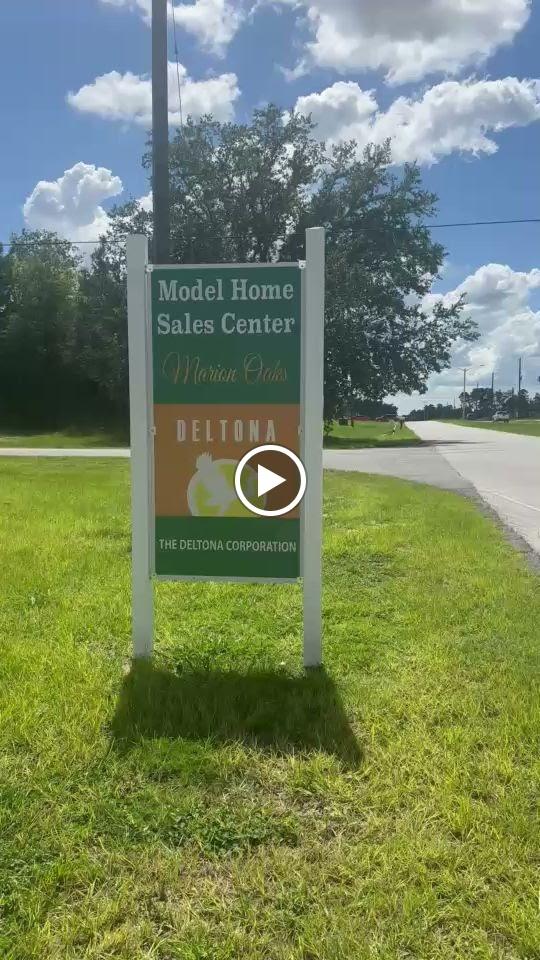 Model Home
Sales Center
Marion Oaks
DELTONA
THE DELTONA CORPORATION